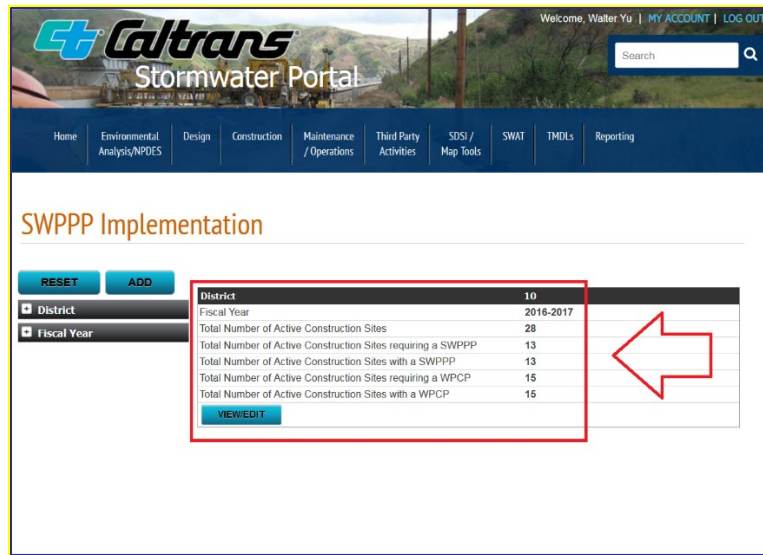 Welcome, Walter Yu | MY ACCOUNT | LOG OUT
Caltrans
Search
Stormwater Portal
Home Environmental Analysis/NPDES Design Construction Maintenance / Operations Third Party Activities SDSI / Map Tools SWAT TMDLs Reporting
SWPPP Implementation
RESET ADD
District
Fiscal Year
District 10
Fiscal Year 2016-2017
Total Number of Active Construction Sites 28
Total Number of Active Construction Sites requiring a SWPPP 13
Total Number of Active Construction Sites with a SWPPP 13
Total Number of Active Construction Sites requiring a WPCP 15
Total Number of Active Construction Sites with a WPCP 15
VIEW/EDIT